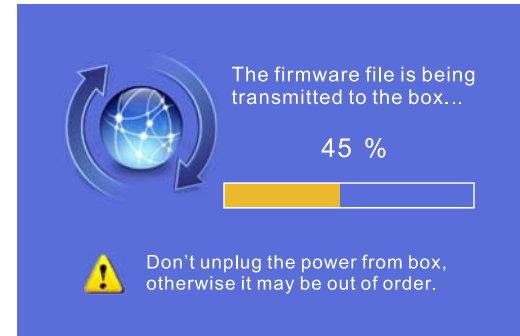 The firmware file is being
transmitted to the box...
45 %
Don't unplug the power from box,
otherwise it may be out of order.